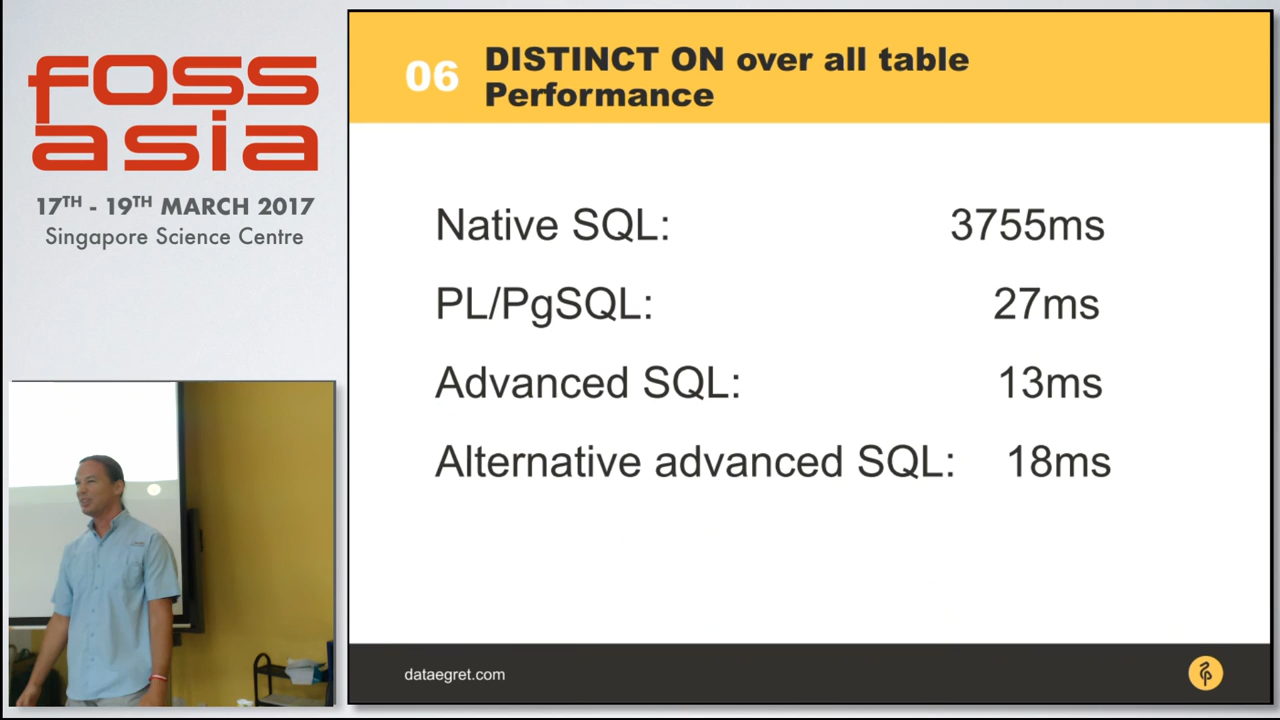 foss
asia
17TH - 19TH MARCH 2017
Singapore Science Centre
06
DISTINCT ON over all table
Performance
Native SQL: 3755ms
PL/PgSQL: 27ms
Advanced SQL: 13ms
Alternative advanced SQL: 18ms
dataegret.com